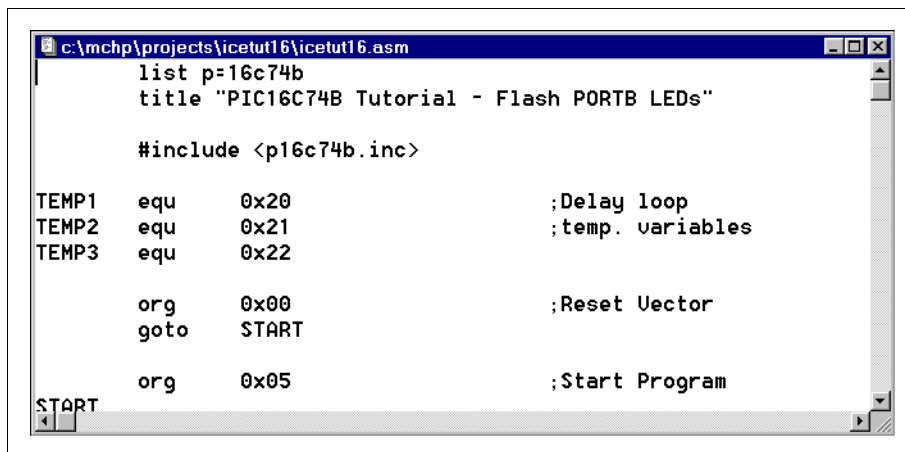 c:\mchp\projects\icetut16\icetut16.asm
list p=16c74b
title "PIC16C74B Tutorial - Flash PORTB LEDs"
#include <p16c74b.inc>
TEMP1 equ 0x20 ;Delay loop
TEMP2 equ 0x21 ;temp. variables
TEMP3 equ 0x22
org 0x00 ;Reset Vector
goto START
org 0x05 ;Start Program
START